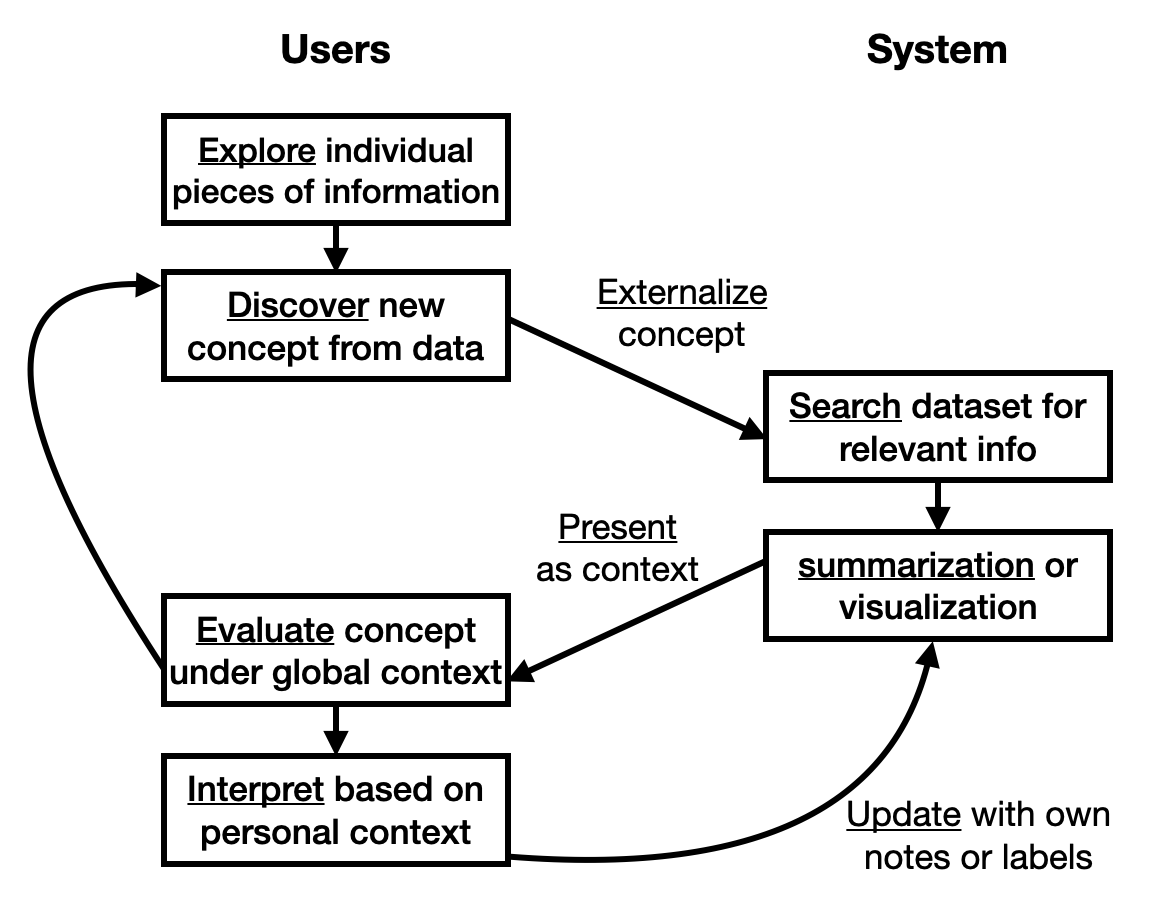 Users
System
Explore individual
pieces of information
Discover new
concept from data
Externalize
concept
Search dataset for
relevant info
Present
as context
summarization or
visualization
Evaluate concept
under global context
Interpret based on
personal context
Update with own
notes or labels